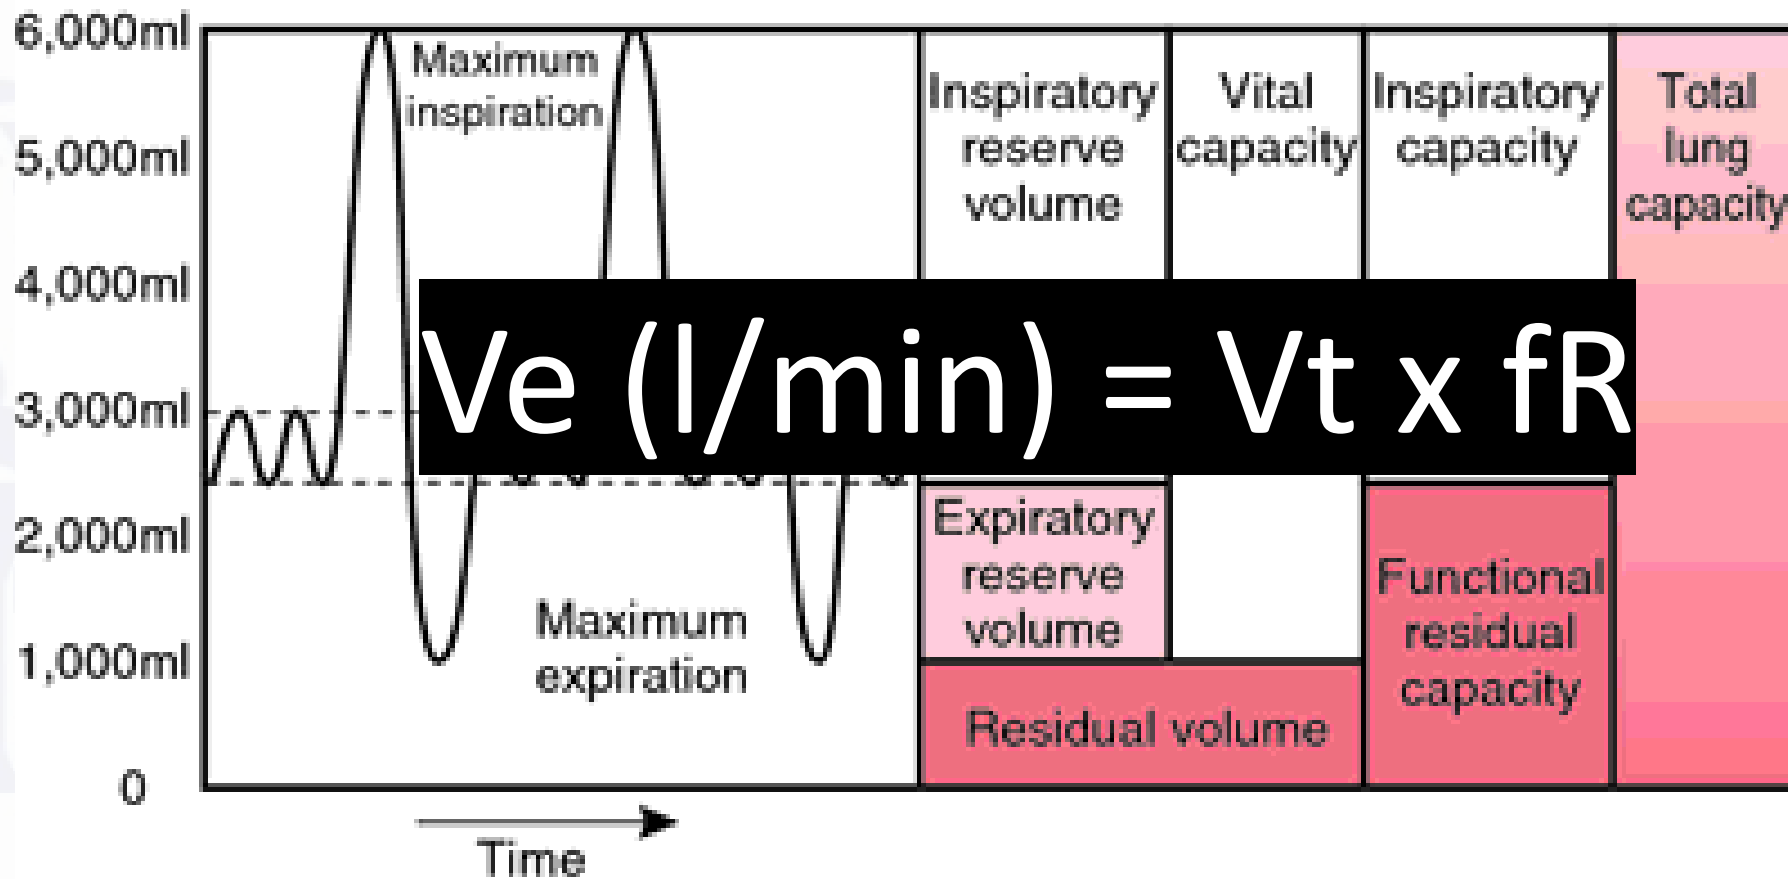 6,000ml
5,000ml
4,000ml
3,000ml
2,000ml
1,000ml
0
Maximum
inspiration
Maximum
expiration
Time
Inspiratory
reserve
volume
Vital
capacity
Inspiratory
capacity
Total
lung
capacity
Ve (l/min) = Vt x fR
Expiratory
reserve
volume
Functional
residual
capacity
Residual volume